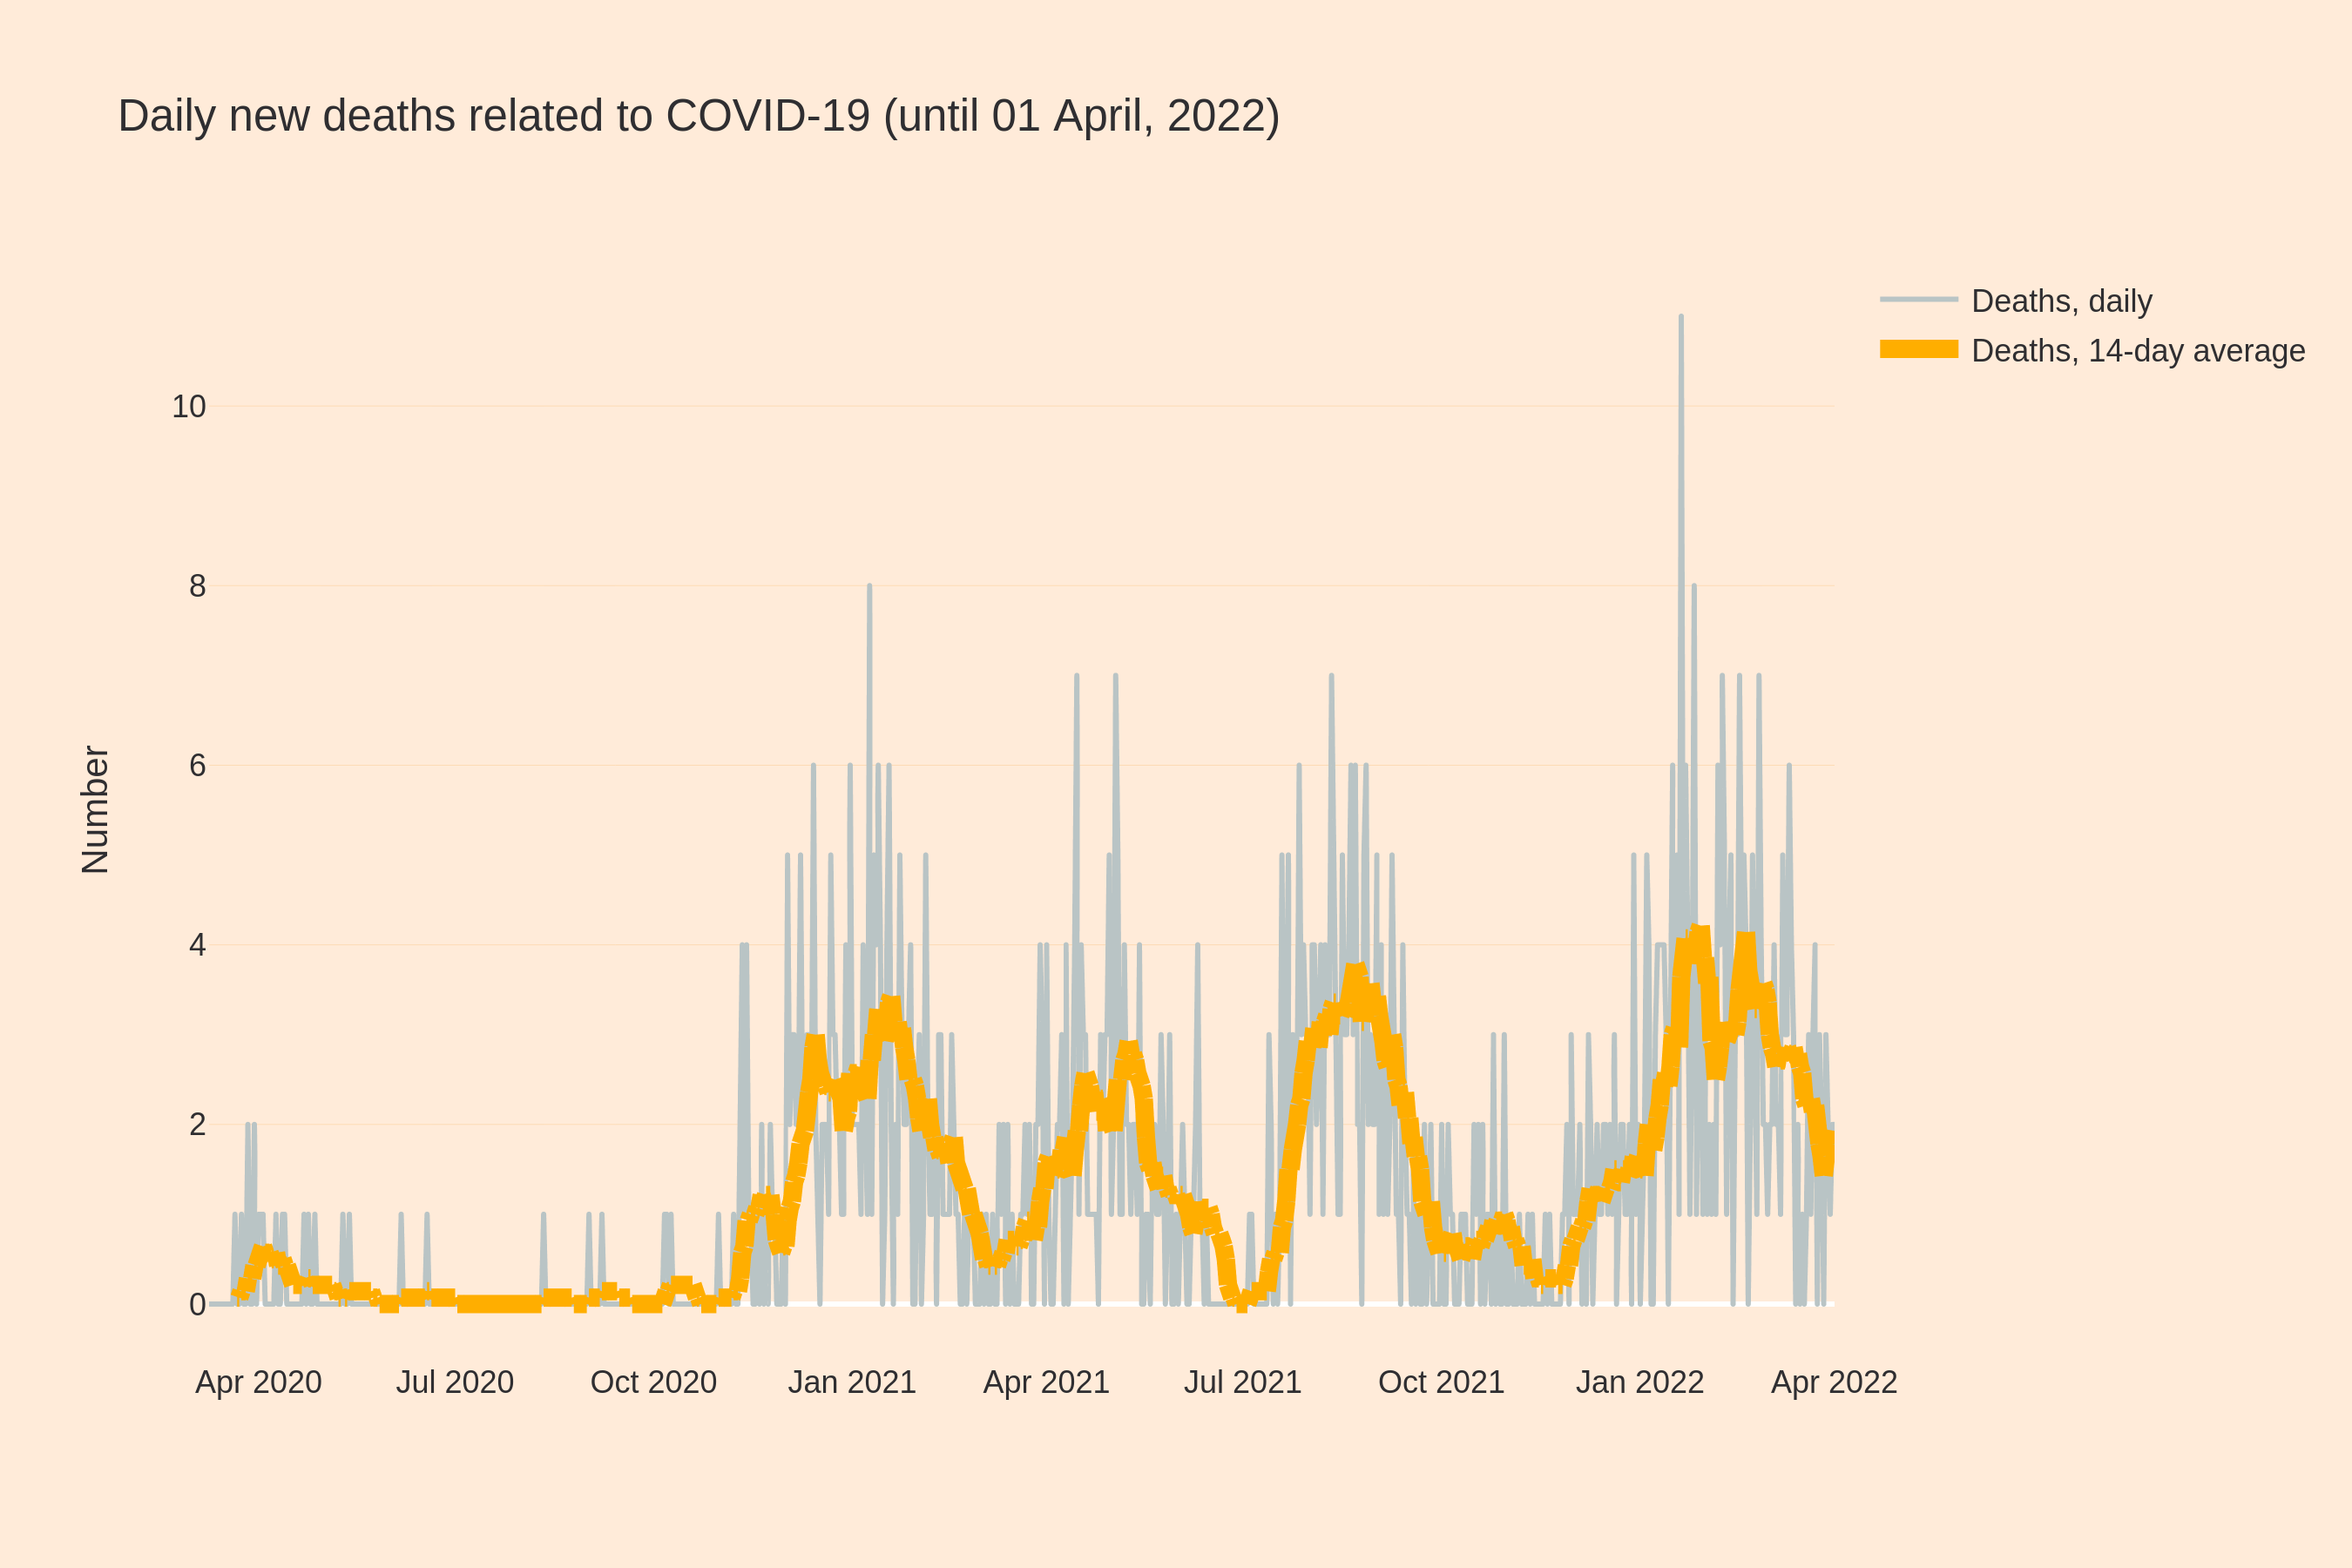 Daily new deaths related to COVID-19 (until 01 April, 2022)
Deaths, daily
Deaths, 14-day average
10
8
6
4
2
0
Number
Apr 2020
Jul 2020
Oct 2020
Jan 2021
Apr 2021
Jul 2021
Oct 2021
Jan 2022
Apr 2022